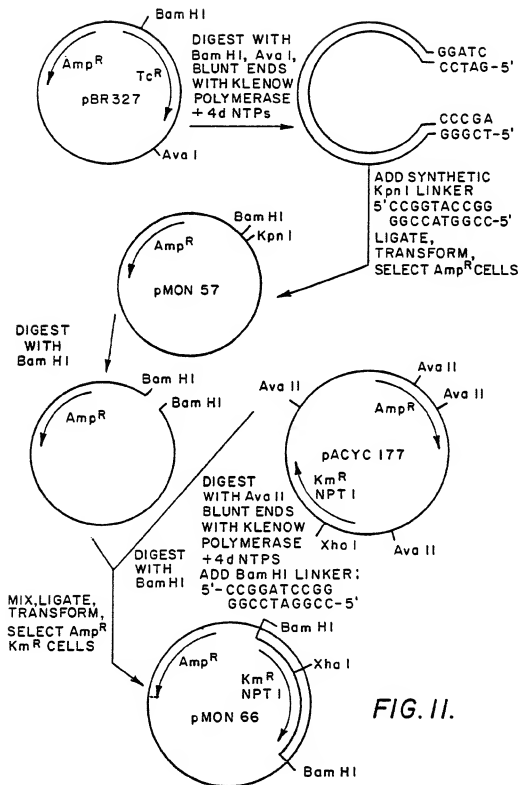 Bam HI
AmpR
TcR
pBR327
Ava I
DIGEST WITH
Bam HI, Ava I,
BLUNT ENDS
WITH KLENOW
POLYMERASE
+4d NTPs
GGATC
CCTAG-5'
CCCGA
GGGCT-5'
ADD SYNTHETIC
Kpn I LINKER
5'CCGGTACCGG
GGCCATGGCC-5'
LIGATE,
TRANSFORM,
SELECT AmpR CELLS
Bam HI
Kpn I
AmpR
pMON 57
DIGEST
WITH
Bam HI
Bam HI
Bam HI
AmpR
Ava II
Ava II
Ava II
AmpR
pACYC 177
KmR
NPT I
Xho I
Ava II
DIGEST
WITH Ava II
BLUNT ENDS
WITH KLENOW
POLYMERASE
+4d NTPS
ADD Bam HI LINKER:
5'-CCGGATCCGG
GGCCTAGGCC-5'
DIGEST
WITH
Bam HI
MIX, LIGATE,
TRANSFORM,
SELECT AmpR
KmR CELLS
Bam HI
AmpR
Xha I
KmR
NPT I
pMON 66
Bam HI
FIG. 11.